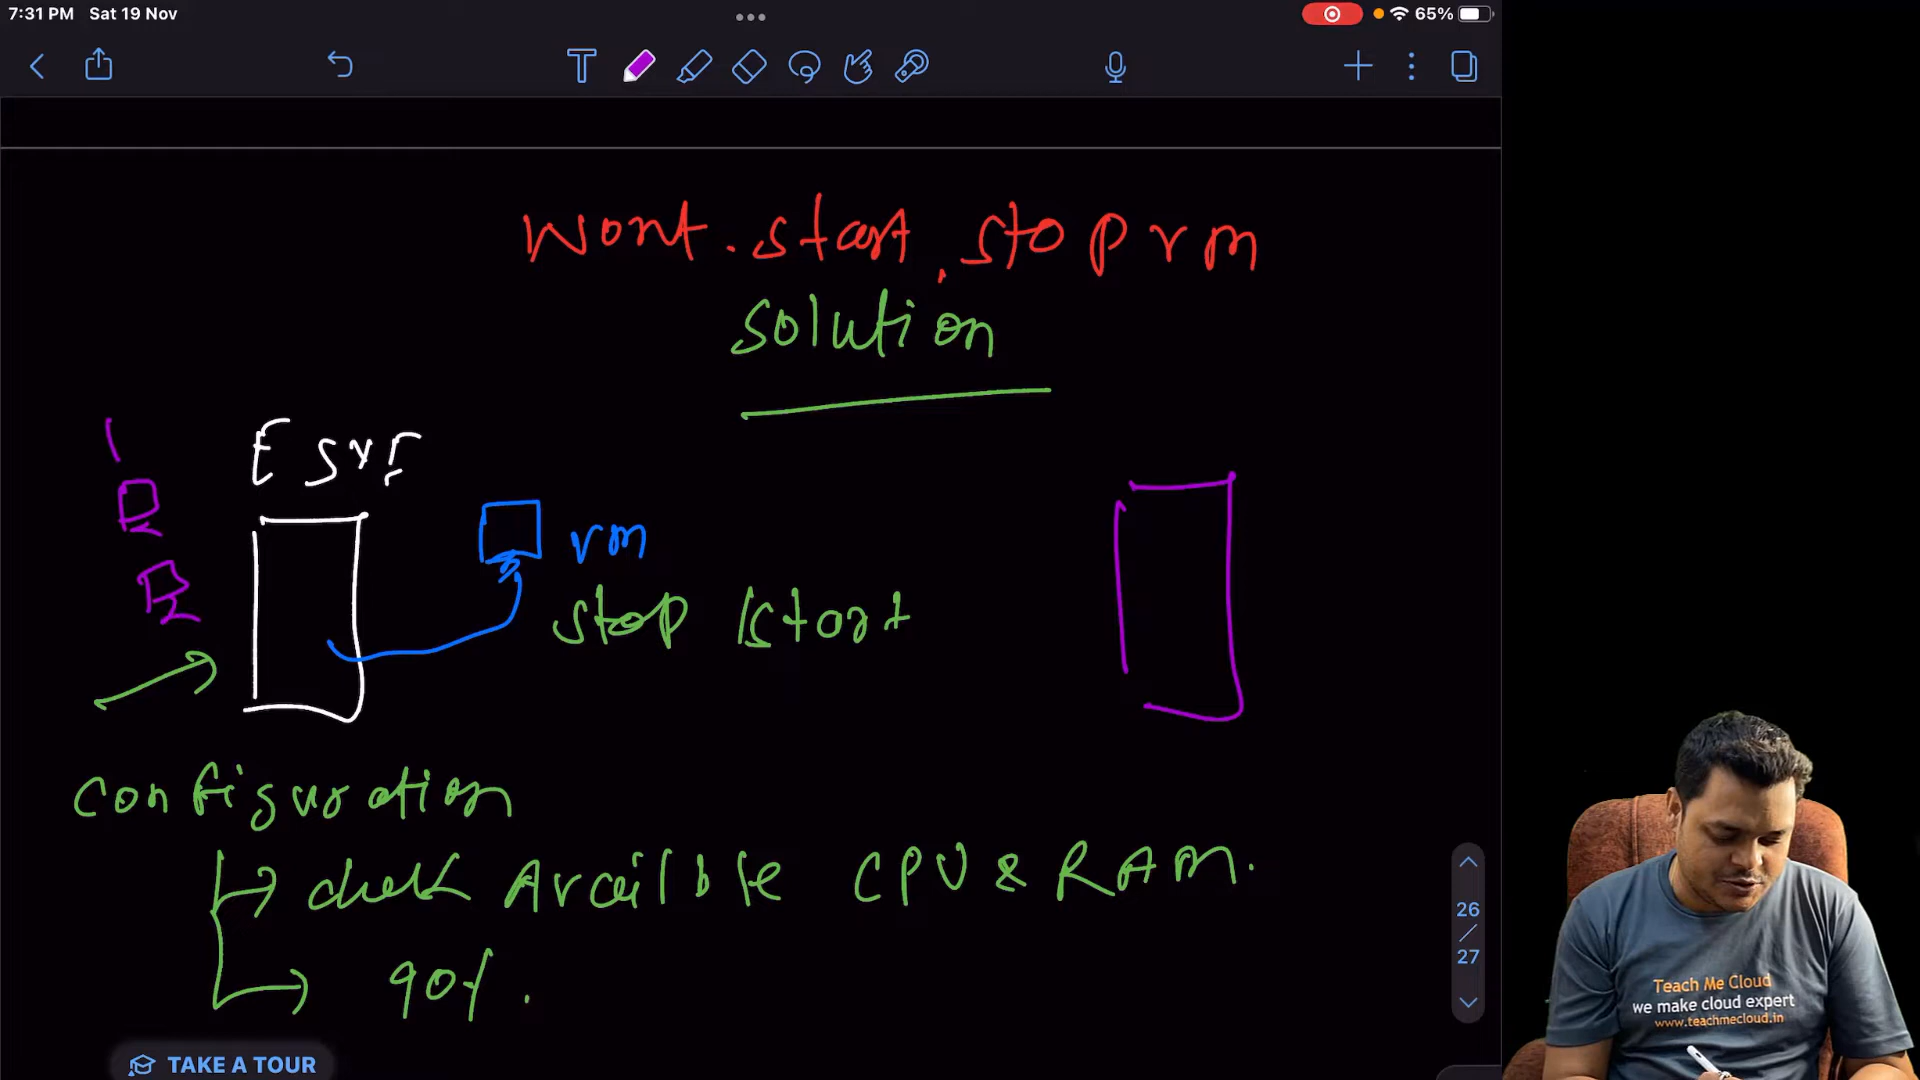 7:31 PM Sat 19 Nov
65%
Wont. start. stop vm
solution
ESXI
vm
stop /start
configuration
check Availble CPU & RAM.
90%.
26
/
27
TAKE A TOUR
Teach Me Cloud
we make cloud expert
www.teachmecloud.in